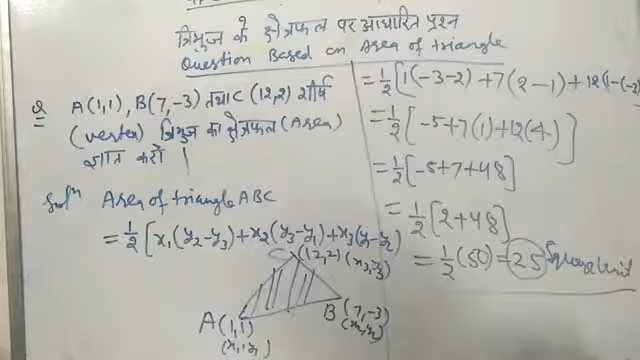 त्रिभुज के क्षेत्रफल पर आधारित प्रश्न
Question Based on Area of triangle
Q A(1,1), B(7,-3) तथा C(12,2) शीर्ष
(vertex) त्रिभुज का क्षेत्रफल (Area)
ज्ञात करो।
Solⁿ Area of triangle ABC
=½[x₁(y₂-y₃)+x₂(y₃-y₁)+x₃(y₁-y₂)
C(12,2)(x₃,y₃)
A(1,1)
(x₁,y₁)
B(7,-3)
(x₂,y₂)
=½[1(-3-2)+7(2-1)+12(1-(-3)
=½[-5+7(1)+12(4)]
=½[-5+7+48]
=½[2+48]
=½(50)=25 Square unit